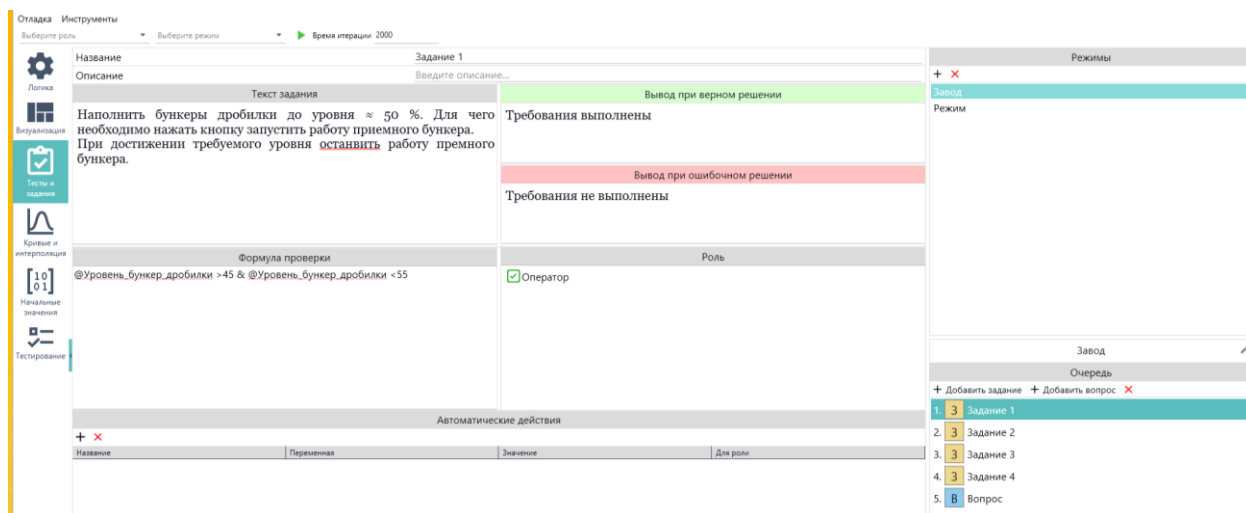 Отладка Инструменты
Выберите роль Выберите режим Время итерации 2000
Логика
Визуализация
Тесты и задания
Кривые и интерполяция
Начальные значения
Тестирование
Название Задание 1
Описание Введите описание...
Текст задания
Наполнить бункеры дробилки до уровня ≈ 50 %. Для чего
необходимо нажать кнопку запустить работу приемного бункера.
При достижении требуемого уровня останвить работу премного
бункера.
Вывод при верном решении
Требования выполнены
Вывод при ошибочном решении
Требования не выполнены
Формула проверки
@Уровень_бункер_дробилки >45 & @Уровень_бункер_дробилки <55
Роль
Оператор
Автоматические действия
+ ×
Название Переменная Значение Для роли
Режимы
+ ×
Завод
Режим
Завод
Очередь
+ Добавить задание + Добавить вопрос ×
1. З Задание 1
2. З Задание 2
3. З Задание 3
4. З Задание 4
5. В Вопрос